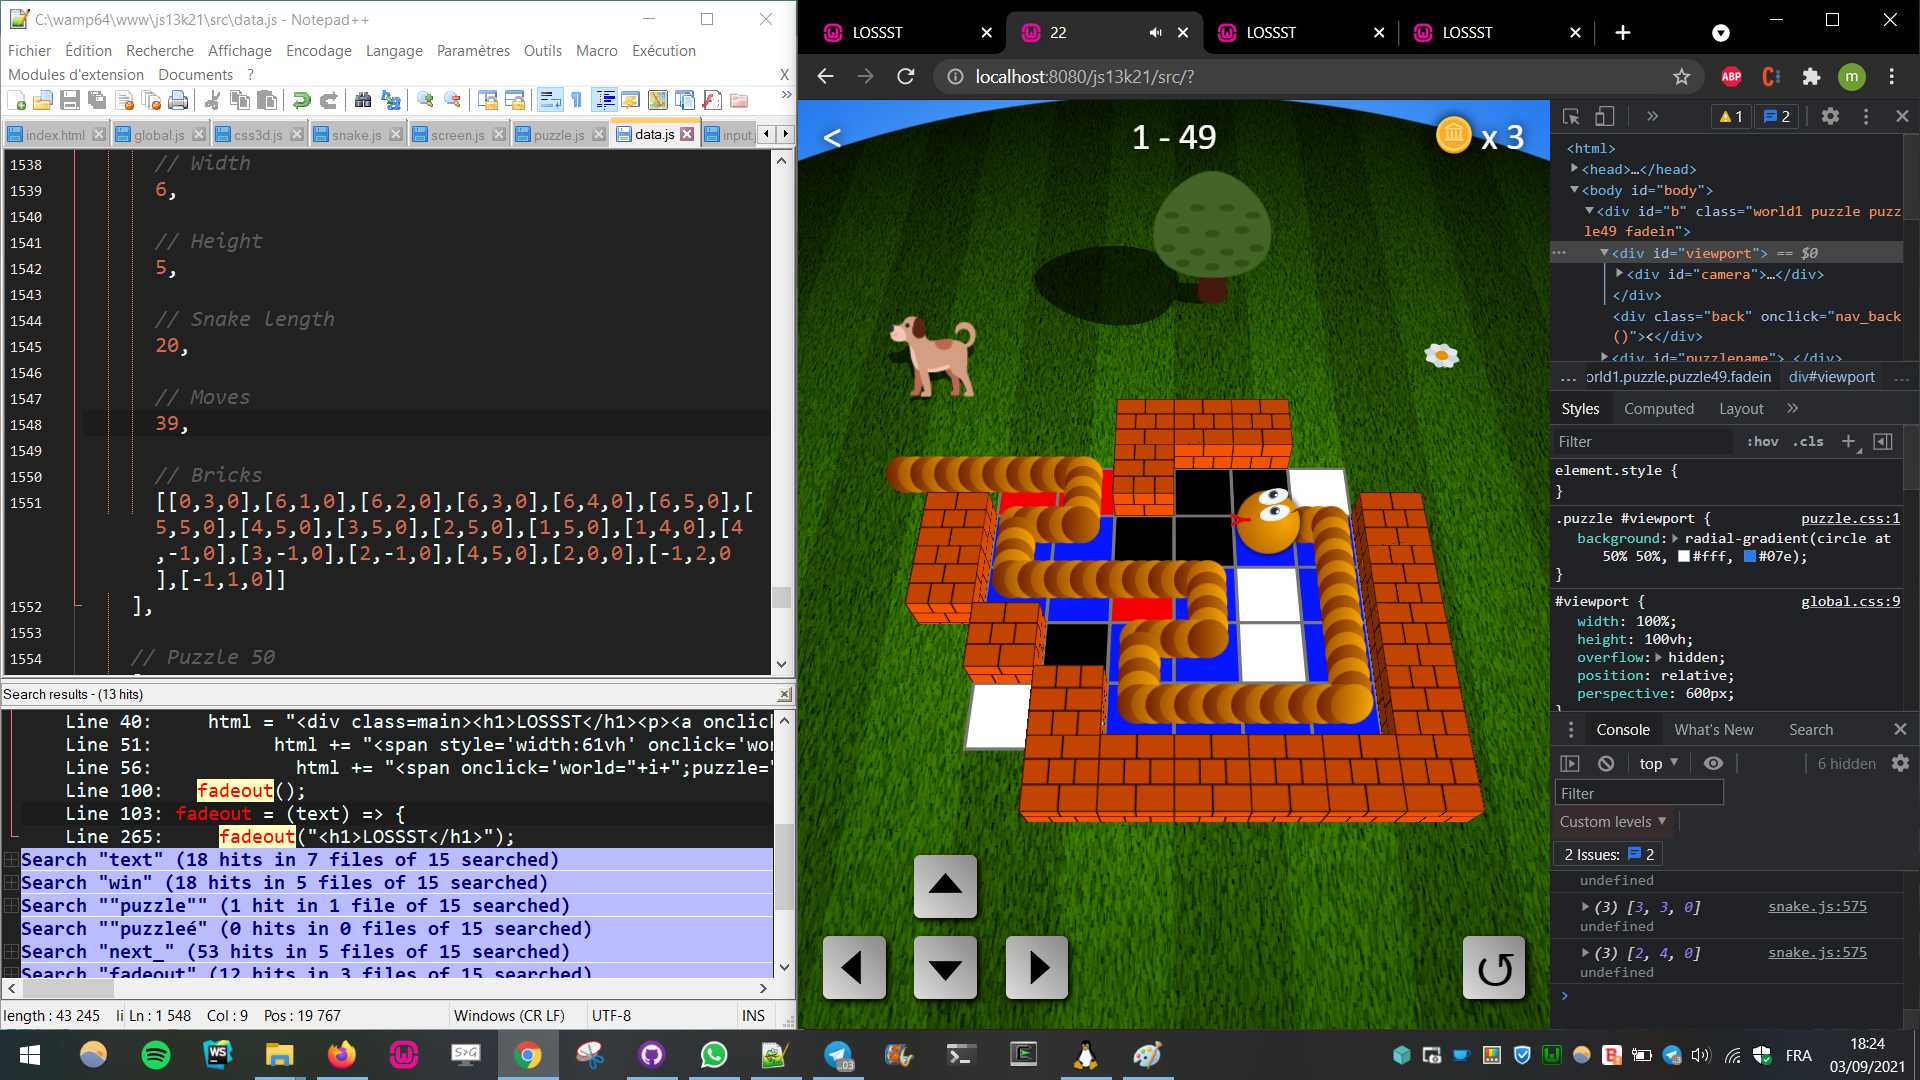 C:\wamp64\www\js13k21\src\data.js - Notepad++
Fichier Édition Recherche Affichage Encodage Langage Paramètres Outils Macro Exécution
Modules d'extension Documents ? X
index.html global.js css3d.js snake.js screen.js puzzle.js data.js input.
1538 // Width
1539 6,
1540
1541 // Height
1542 5,
1543
1544 // Snake length
1545 20,
1546
1547 // Moves
1548 39,
1549
1550 // Bricks
1551 [[0,3,0],[6,1,0],[6,2,0],[6,3,0],[6,4,0],[6,5,0],[
5,5,0],[4,5,0],[3,5,0],[2,5,0],[1,5,0],[1,4,0],[4
,-1,0],[3,-1,0],[2,-1,0],[4,5,0],[2,0,0],[-1,2,0
],[-1,1,0]]
1552 ],
1553
1554 // Puzzle 50
Search results - (13 hits)
Line 40: html = "<div class=main><h1>LOSSST</h1><p><a onclic
Line 51: html += "<span style='width:61vh' onclick='wo
Line 56: html += "<span onclick='world="+i+";puzzle='
Line 100: fadeout();
Line 103: fadeout = (text) => {
Line 265: fadeout("<h1>LOSSST</h1>");
Search "text" (18 hits in 7 files of 15 searched)
Search "win" (18 hits in 5 files of 15 searched)
Search ""puzzle"" (1 hit in 1 file of 15 searched)
Search ""puzzleé" (0 hits in 0 files of 15 searched)
Search "next_" (53 hits in 5 files of 15 searched)
Search "fadeout" (12 hits in 3 files of 15 searched)
length : 43 245 li Ln : 1 548 Col : 9 Pos : 19 767 Windows (CR LF) UTF-8 INS
LOSSST 22 LOSSST LOSSST
localhost:8080/js13k21/src/?
ABP
m
< 1 - 49 x 3
1 2
<html>
<head>…</head>
<body id="body">
<div id="b" class="world1 puzzle puzz
le49 fadein">
<div id="viewport"> == $0
<div id="camera">…</div>
</div>
<div class="back" onclick="nav_back
()"><</div>
<div id="puzzlename"> </div>
… orld1.puzzle.puzzle49.fadein div#viewport …
Styles Computed Layout
Filter :hov .cls +
element.style {
}
.puzzle #viewport { puzzle.css:1
background: radial-gradient(circle at
50% 50%, #fff, #07e);
}
#viewport { global.css:9
width: 100%;
height: 100vh;
overflow: hidden;
position: relative;
perspective: 600px;
Console What's New Search
top 6 hidden
Filter
Custom levels
2 Issues: 2
undefined
(3) [3, 3, 0] snake.js:575
undefined
(3) [2, 4, 0] snake.js:575
undefined
FRA
18:24
03/09/2021